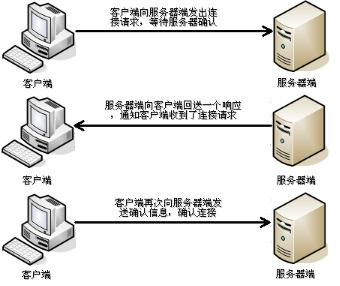 客户端向服务器端发出连
接请求，等待服务器确认
客户端
服务器端
服务器端向客户端回送一个响应
，通知客户端收到了连接请求
客户端
服务器端
客户端再次向服务器端发
送确认信息，确认连接
客户端
服务器端